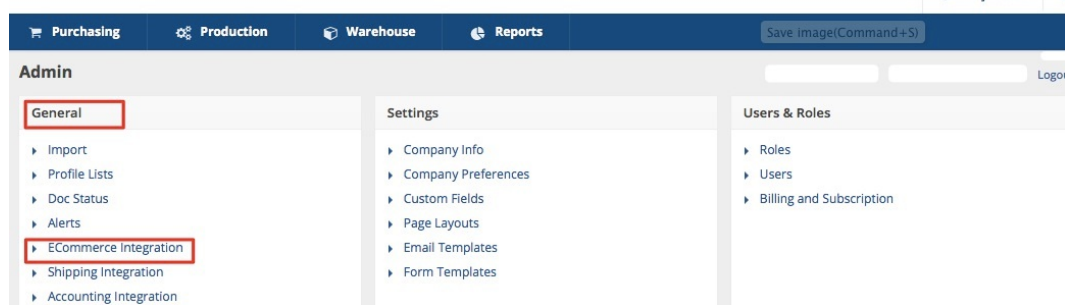 Purchasing Production Warehouse Reports Save image(Command+S)
Admin
General Settings Users & Roles
Import Company Info Roles
Profile Lists Company Preferences Users
Doc Status Custom Fields Billing and Subscription
Alerts Page Layouts
ECommerce Integration Email Templates
Shipping Integration Form Templates
Accounting Integration